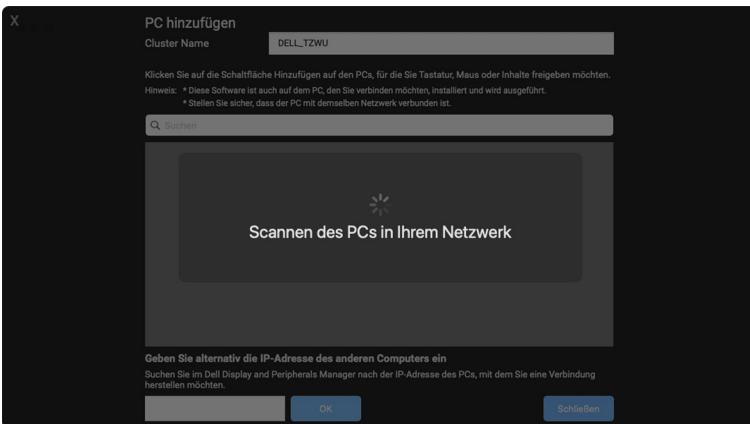 X
PC hinzufügen
Cluster Name
DELL_TZWU
Klicken Sie auf die Schaltfläche Hinzufügen auf den PCs, für die Sie Tastatur, Maus oder Inhalte freigeben möchten.
Hinweis: * Diese Software ist auch auf dem PC, den Sie verbinden möchten, installiert und wird ausgeführt.
* Stellen Sie sicher, dass der PC mit demselben Netzwerk verbunden ist.
Suchen
Scannen des PCs in Ihrem Netzwerk
Geben Sie alternativ die IP-Adresse des anderen Computers ein
Suchen Sie im Dell Display and Peripherals Manager nach der IP-Adresse des PCs, mit dem Sie eine Verbindung
herstellen möchten.
OK
Schließen